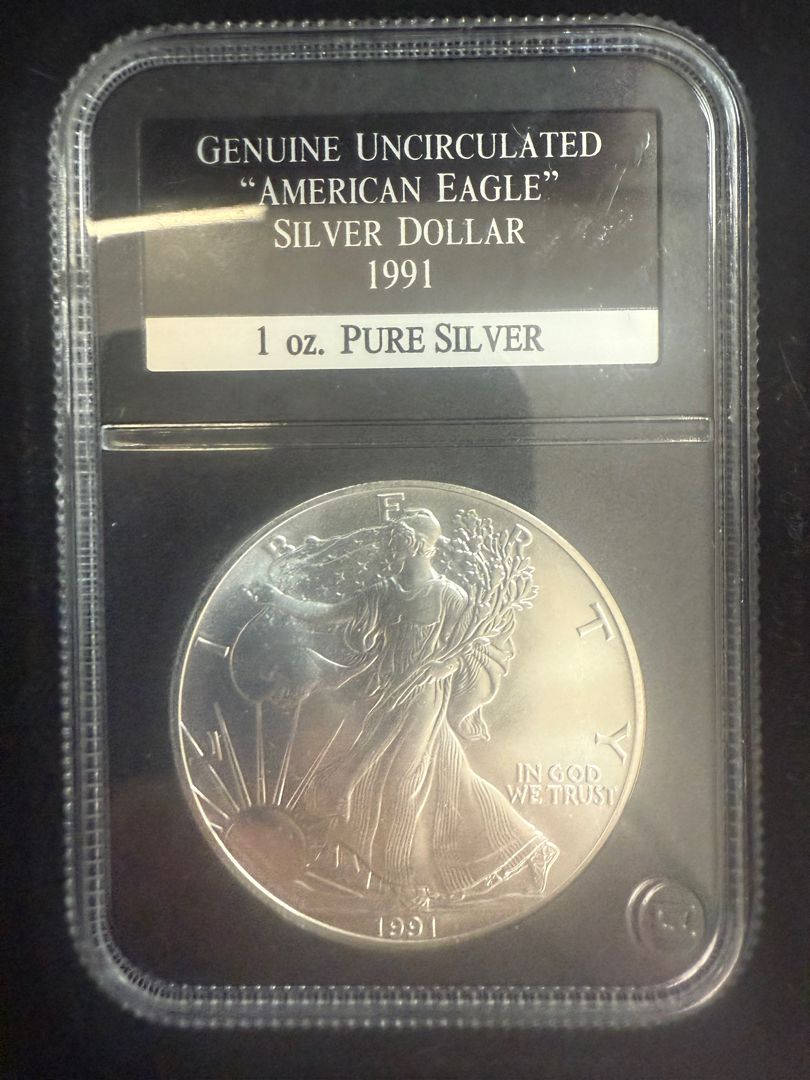 GENUINE UNCIRCULATED
“AMERICAN EAGLE”
SILVER DOLLAR
1991
1 oz. PURE SILVER
LIBERTY
IN GOD
WE TRUST
1991